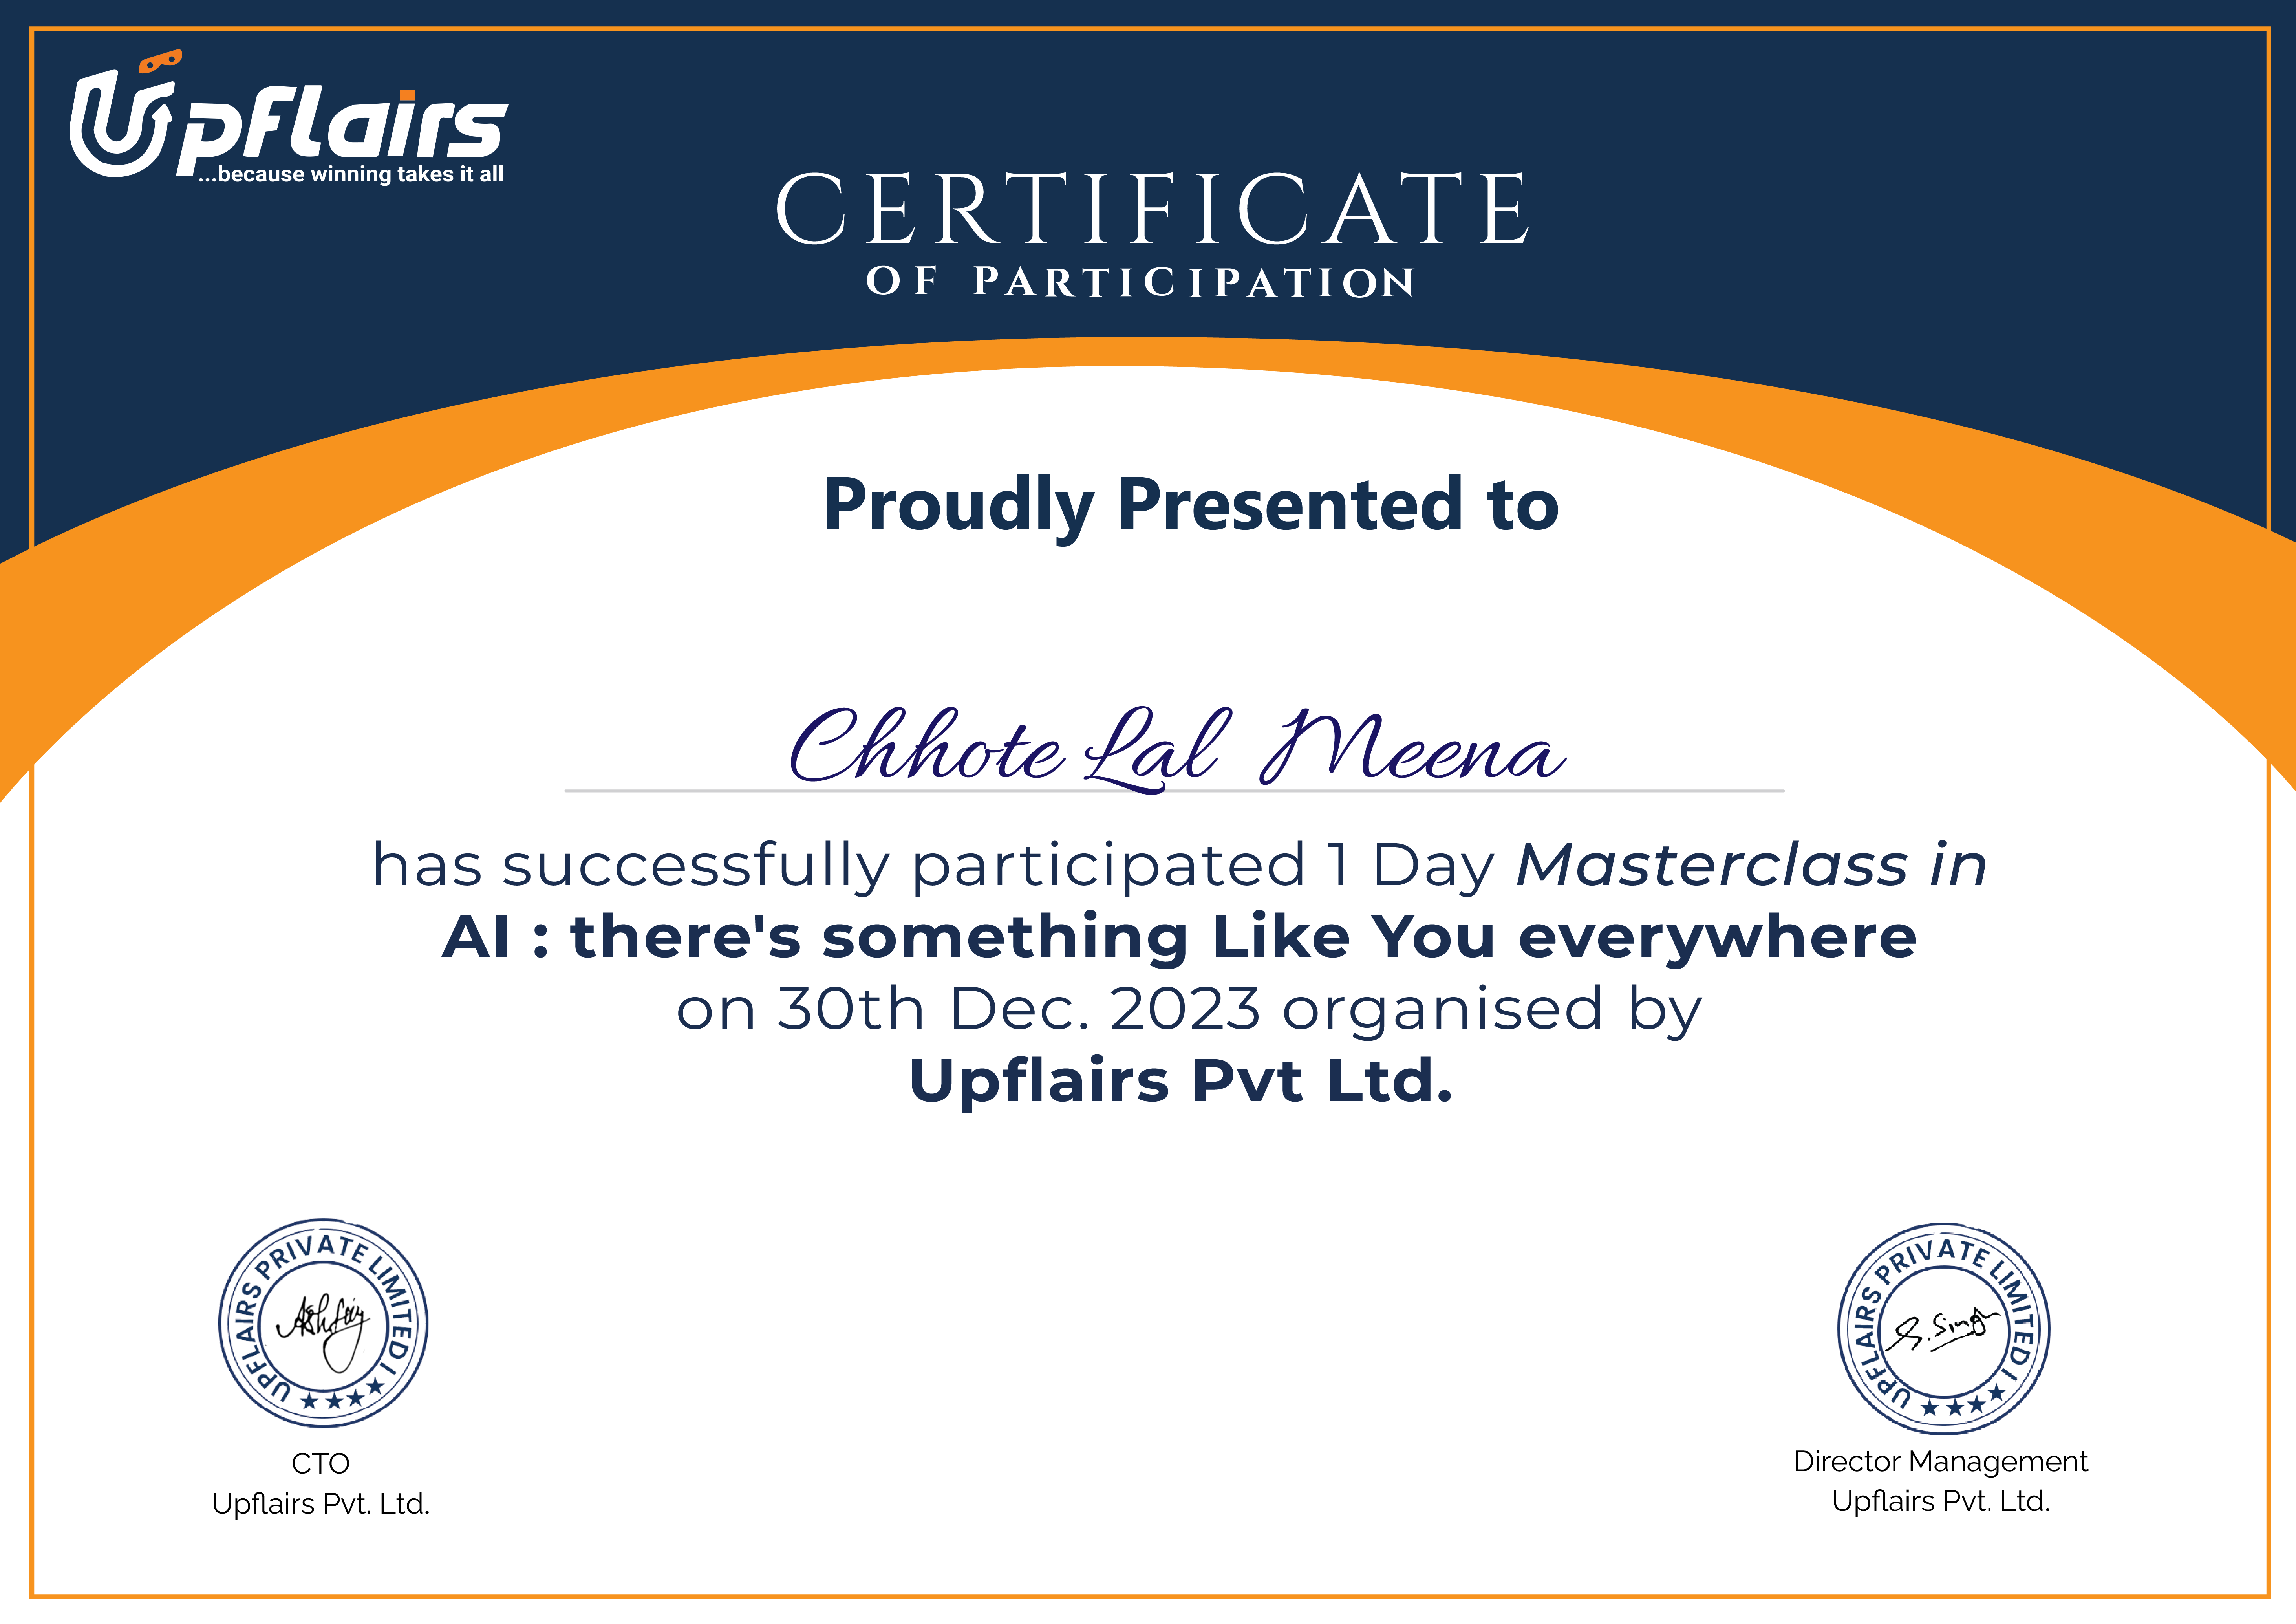 Upflairs
...because winning takes it all
CERTIFICATE
OF PARTICIPATION
Proudly Presented to
Chhote Lal Meena
has successfully participated 1 Day Masterclass in
AI : there's something Like You everywhere
on 30th Dec. 2023 organised by
Upflairs Pvt Ltd.
UPFLAIRS PRIVATE LIMITED I
CTO
Upflairs Pvt. Ltd.
UPFLAIRS PRIVATE LIMITED I
S. Singh
Director Management
Upflairs Pvt. Ltd.